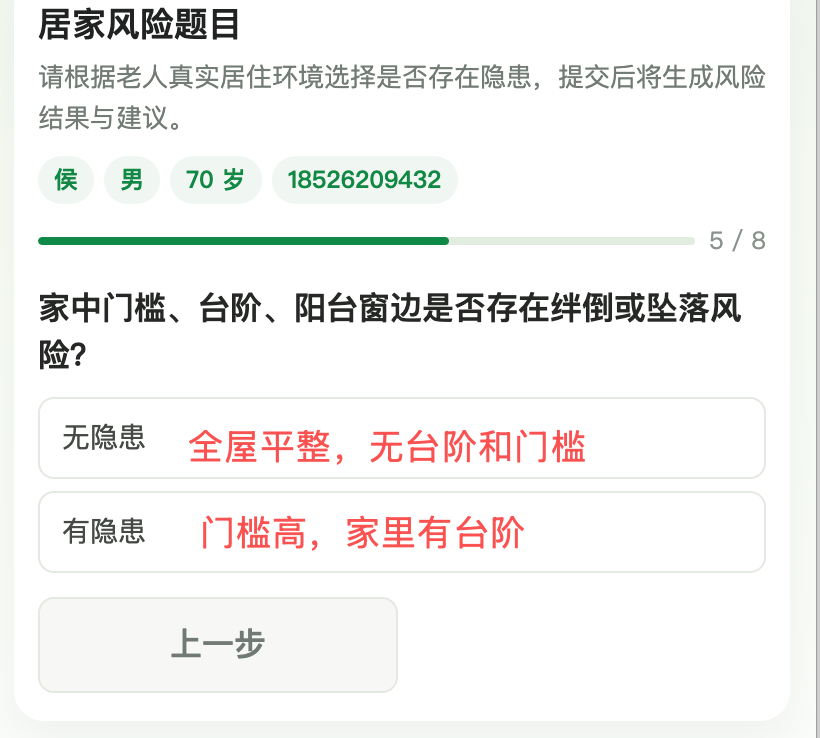 居家风险题目
请根据老人真实居住环境选择是否存在隐患，提交后将生成风险
结果与建议。
侯 男 70 岁 18526209432
5 / 8
家中门槛、台阶、阳台窗边是否存在绊倒或坠落风
险？
无隐患 全屋平整，无台阶和门槛
有隐患 门槛高，家里有台阶
上一步